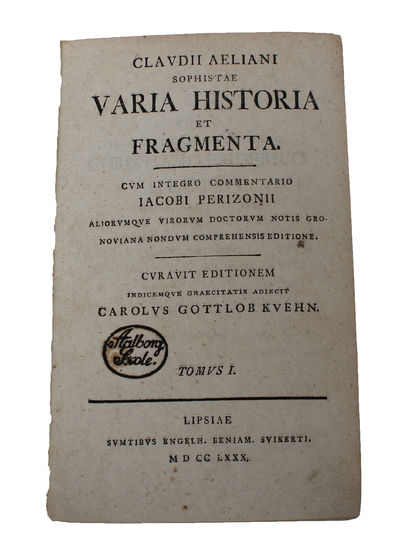 CLAVDII AELIANI
SOPHISTAE
VARIA HISTORIA
ET
FRAGMENTA.
CVM INTEGRO COMMENTARIO
IACOBI PERIZONII
ALIORVMQVE VIRORVM DOCTORVM NOTIS GRO-
NOVIANA NONDVM COMPREHENSIS EDITIONE.
CVRAVIT EDITIONEM
INDICEMQVE GRAECITATIS ADIECIT
CAROLVS GOTTLOB KVEHN.
Aalborg
Skole.
TOMVS I.
LIPSIAE
SVMTIBVS ENGELH. BENIAM. SVIKERTI,
M D CC LXXX.